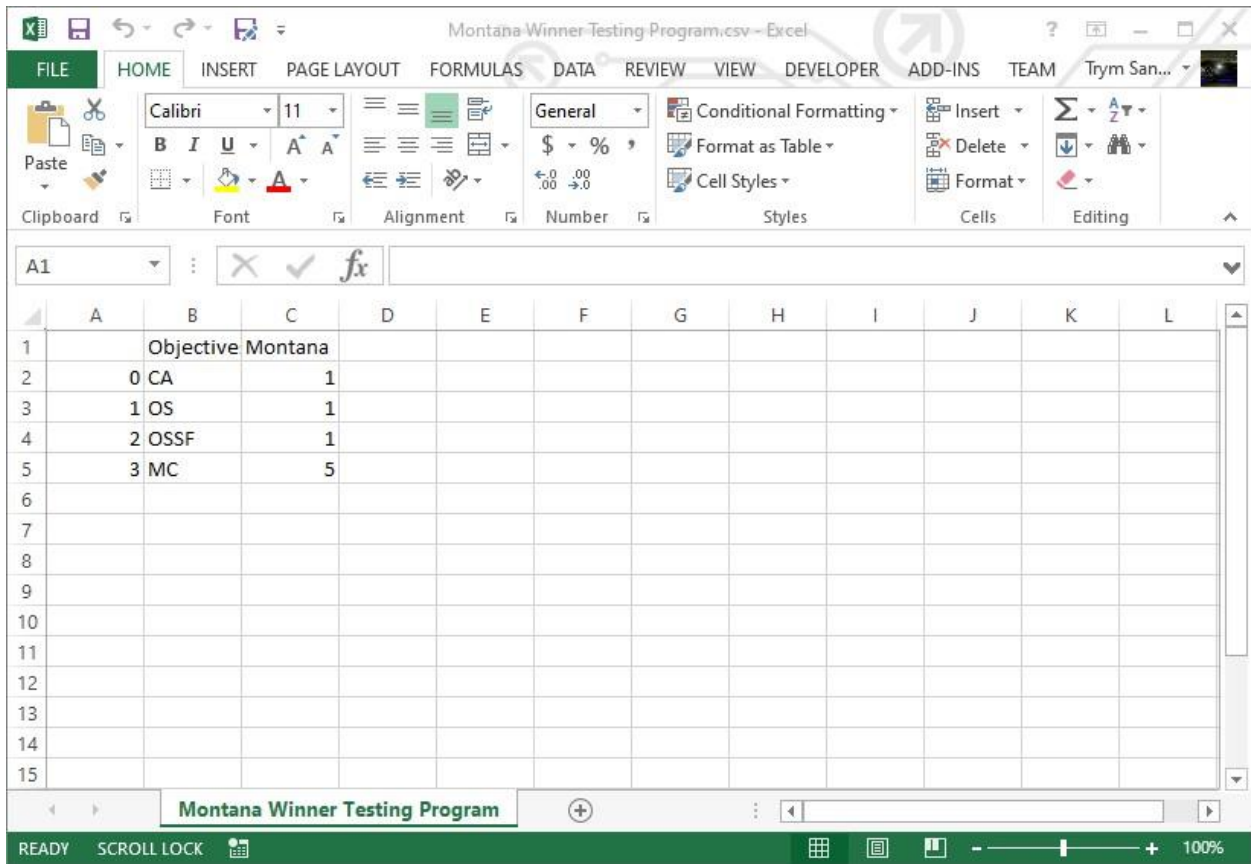 Montana Winner Testing Program.csv - Excel
FILE HOME INSERT PAGE LAYOUT FORMULAS DATA REVIEW VIEW DEVELOPER ADD-INS TEAM Trym San...
Paste
Calibri 11
B I U A A
A
General
$ % ,
.00 .0
Conditional Formatting
Format as Table
Cell Styles
Insert
Delete
Format
Σ A Z
Clipboard Font Alignment Number Styles Cells Editing
A1 fx
A B C D E F G H I J K L
1 Objective Montana
2 0 CA 1
3 1 OS 1
4 2 OSSF 1
5 3 MC 5
6
7
8
9
10
11
12
13
14
15
Montana Winner Testing Program
READY SCROLL LOCK 100%